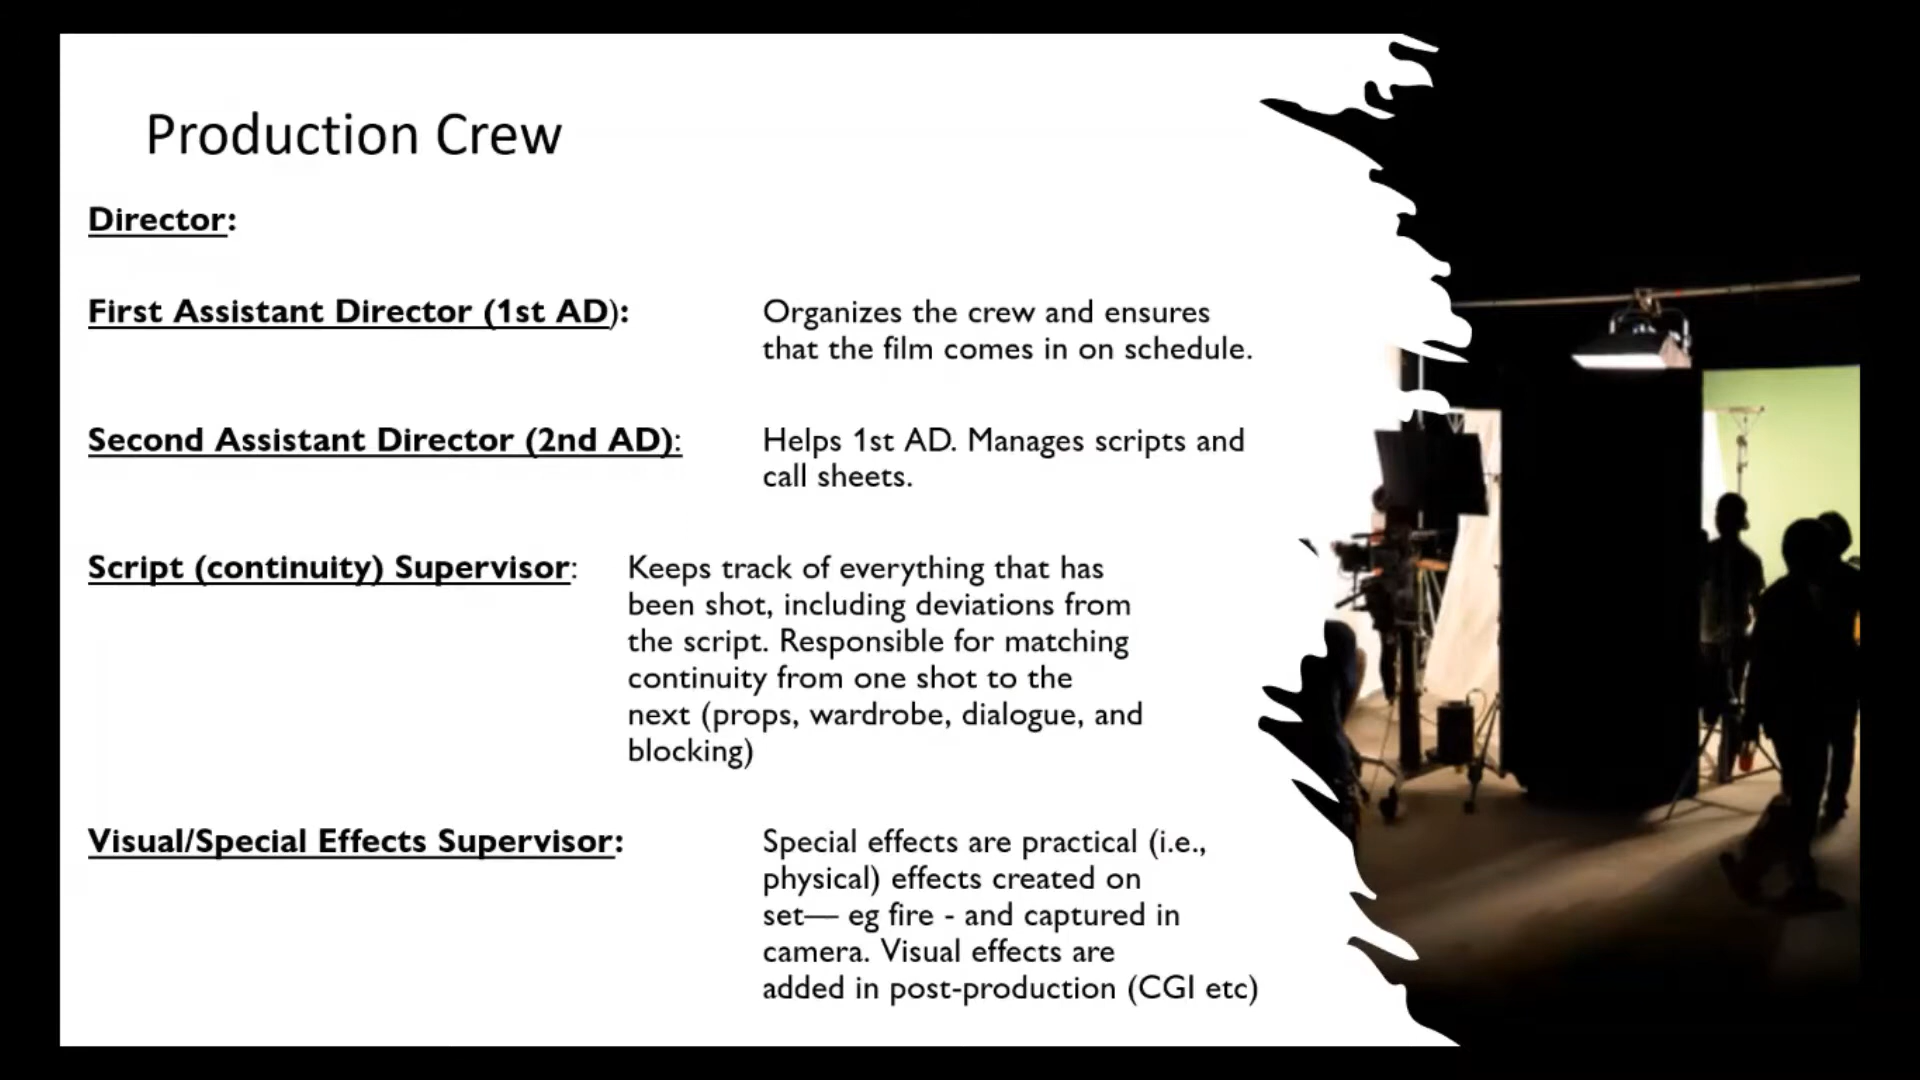 Production Crew
Director:
First Assistant Director (1st AD): Organizes the crew and ensures
that the film comes in on schedule.
Second Assistant Director (2nd AD): Helps 1st AD. Manages scripts and
call sheets.
Script (continuity) Supervisor: Keeps track of everything that has
been shot, including deviations from
the script. Responsible for matching
continuity from one shot to the
next (props, wardrobe, dialogue, and
blocking)
Visual/Special Effects Supervisor: Special effects are practical (i.e.,
physical) effects created on
set— eg fire - and captured in
camera. Visual effects are
added in post-production (CGI etc)